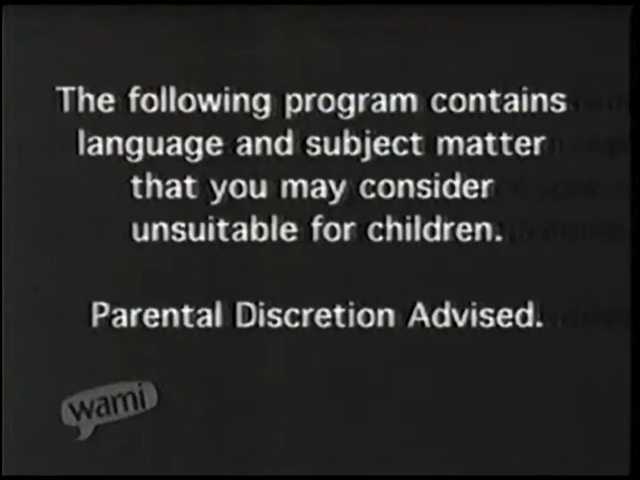 The following program contains
language and subject matter
that you may consider
unsuitable for children.
Parental Discretion Advised.
wami